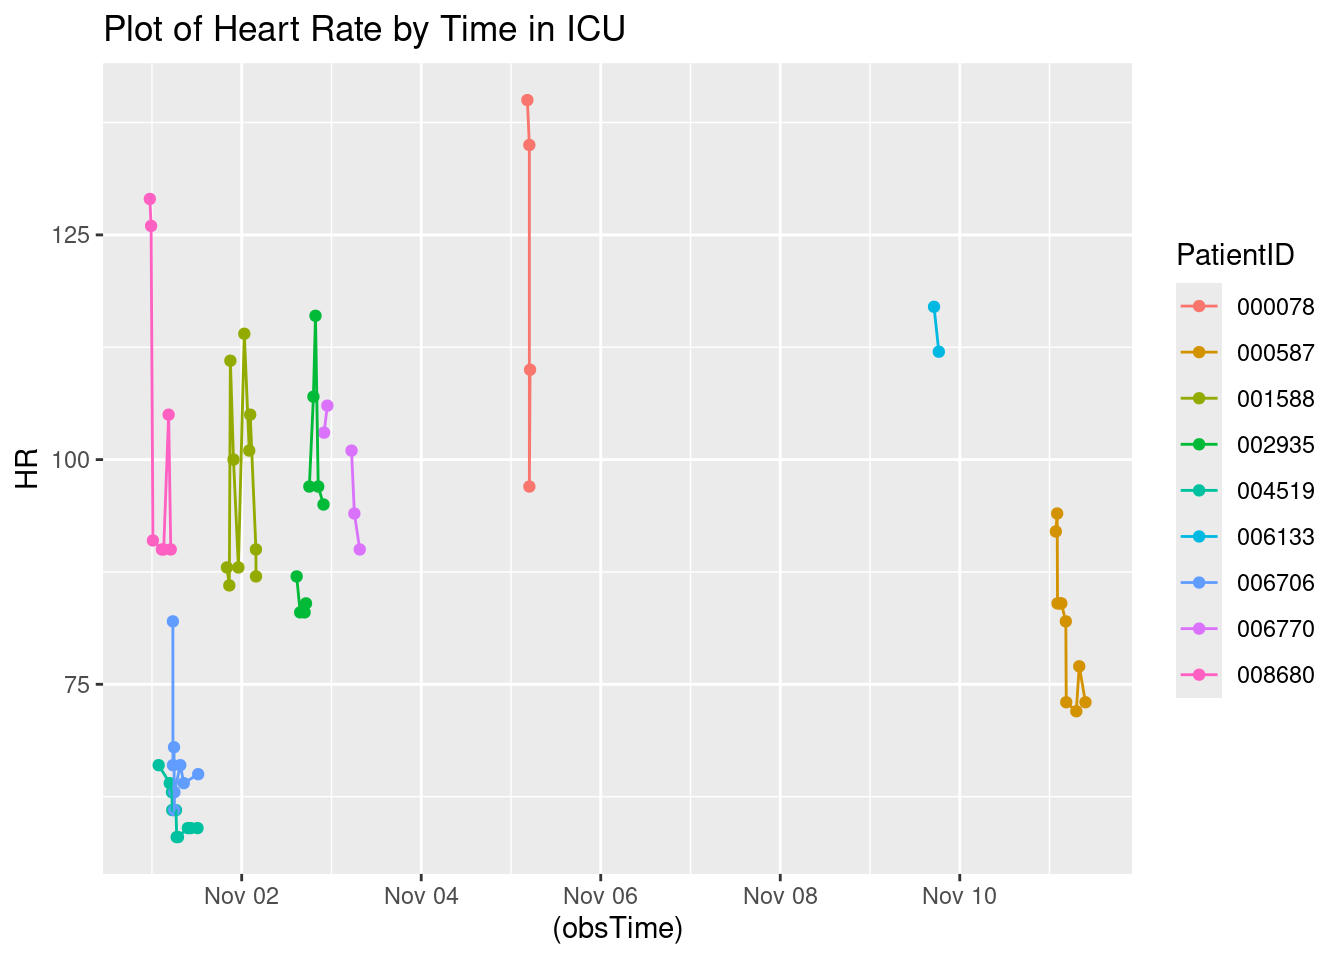 Plot of Heart Rate by Time in ICU
HR
125
100
75
Nov 02
Nov 04
Nov 06
Nov 08
Nov 10
(obsTime)
PatientID
000078
000587
001588
002935
004519
006133
006706
006770
008680